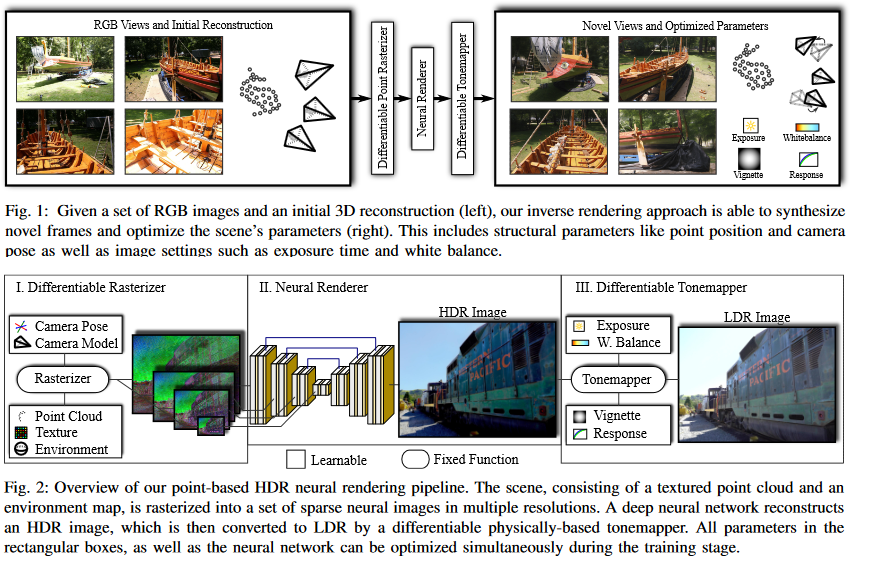 RGB Views and Initial Reconstruction
Differentiable Point Rasterizer
Neural Renderer
Differentiable Tonemapper
Novel Views and Optimized Parameters
Exposure
Whitebalance
Vignette
Response
Fig. 1: Given a set of RGB images and an initial 3D reconstruction (left), our inverse rendering approach is able to synthesize
novel frames and optimize the scene's parameters (right). This includes structural parameters like point position and camera
pose as well as image settings such as exposure time and white balance.
I. Differentiable Rasterizer
Camera Pose
Camera Model
Rasterizer
Point Cloud
Texture
Environment
II. Neural Renderer
HDR Image
WESTERN
PACIFIC
Learnable
Fixed Function
III. Differentiable Tonemapper
Exposure
W. Balance
Tonemapper
Vignette
Response
LDR Image
PACIFIC
Fig. 2: Overview of our point-based HDR neural rendering pipeline. The scene, consisting of a textured point cloud and an
environment map, is rasterized into a set of sparse neural images in multiple resolutions. A deep neural network reconstructs
an HDR image, which is then converted to LDR by a differentiable physically-based tonemapper. All parameters in the
rectangular boxes, as well as the neural network can be optimized simultaneously during the training stage.